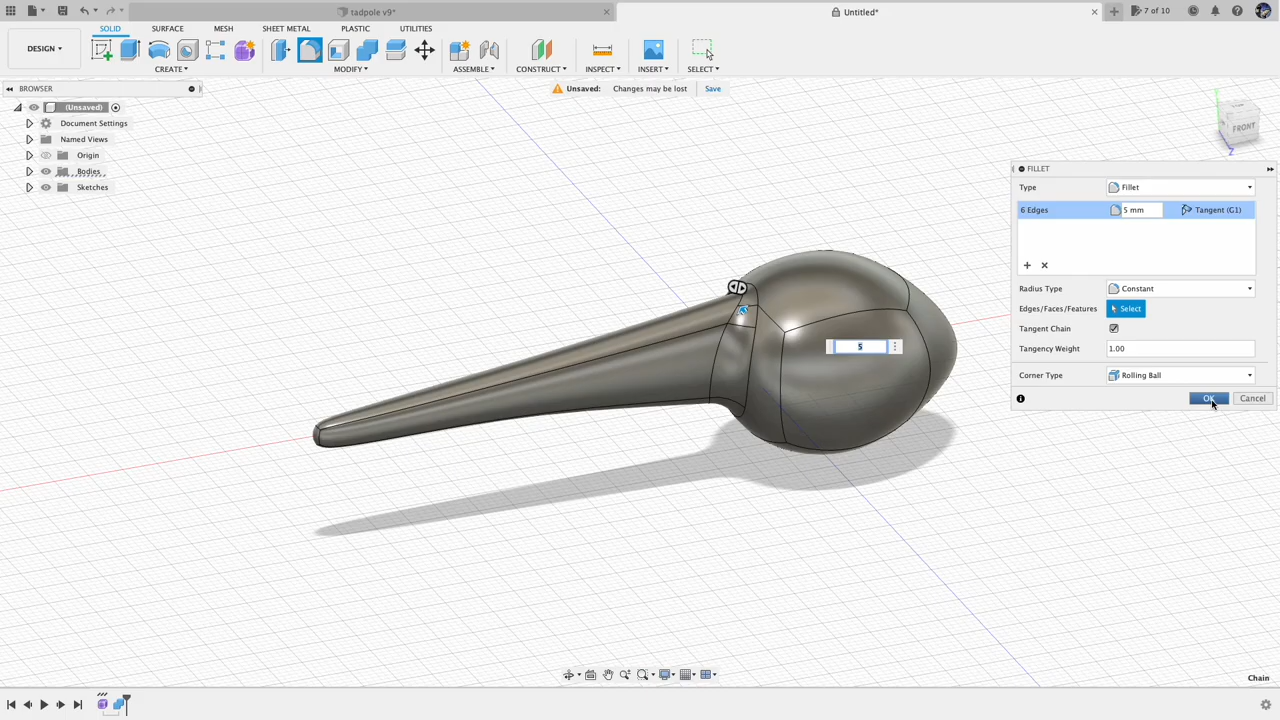 tadpole v9*
Untitled*
7 of 10
DESIGN
SOLID SURFACE MESH SHEET METAL PLASTIC UTILITIES
CREATE MODIFY ASSEMBLE CONSTRUCT INSPECT INSERT SELECT
BROWSER
Unsaved: Changes may be lost Save
(Unsaved)
Document Settings
Named Views
Origin
Bodies
Sketches
FRONT
Z
FILLET
Type Fillet
6 Edges 5 mm Tangent (G1)
Radius Type Constant
Edges/Faces/Features Select
Tangent Chain
Tangency Weight 1.00
Corner Type Rolling Ball
OK Cancel
5
Chain